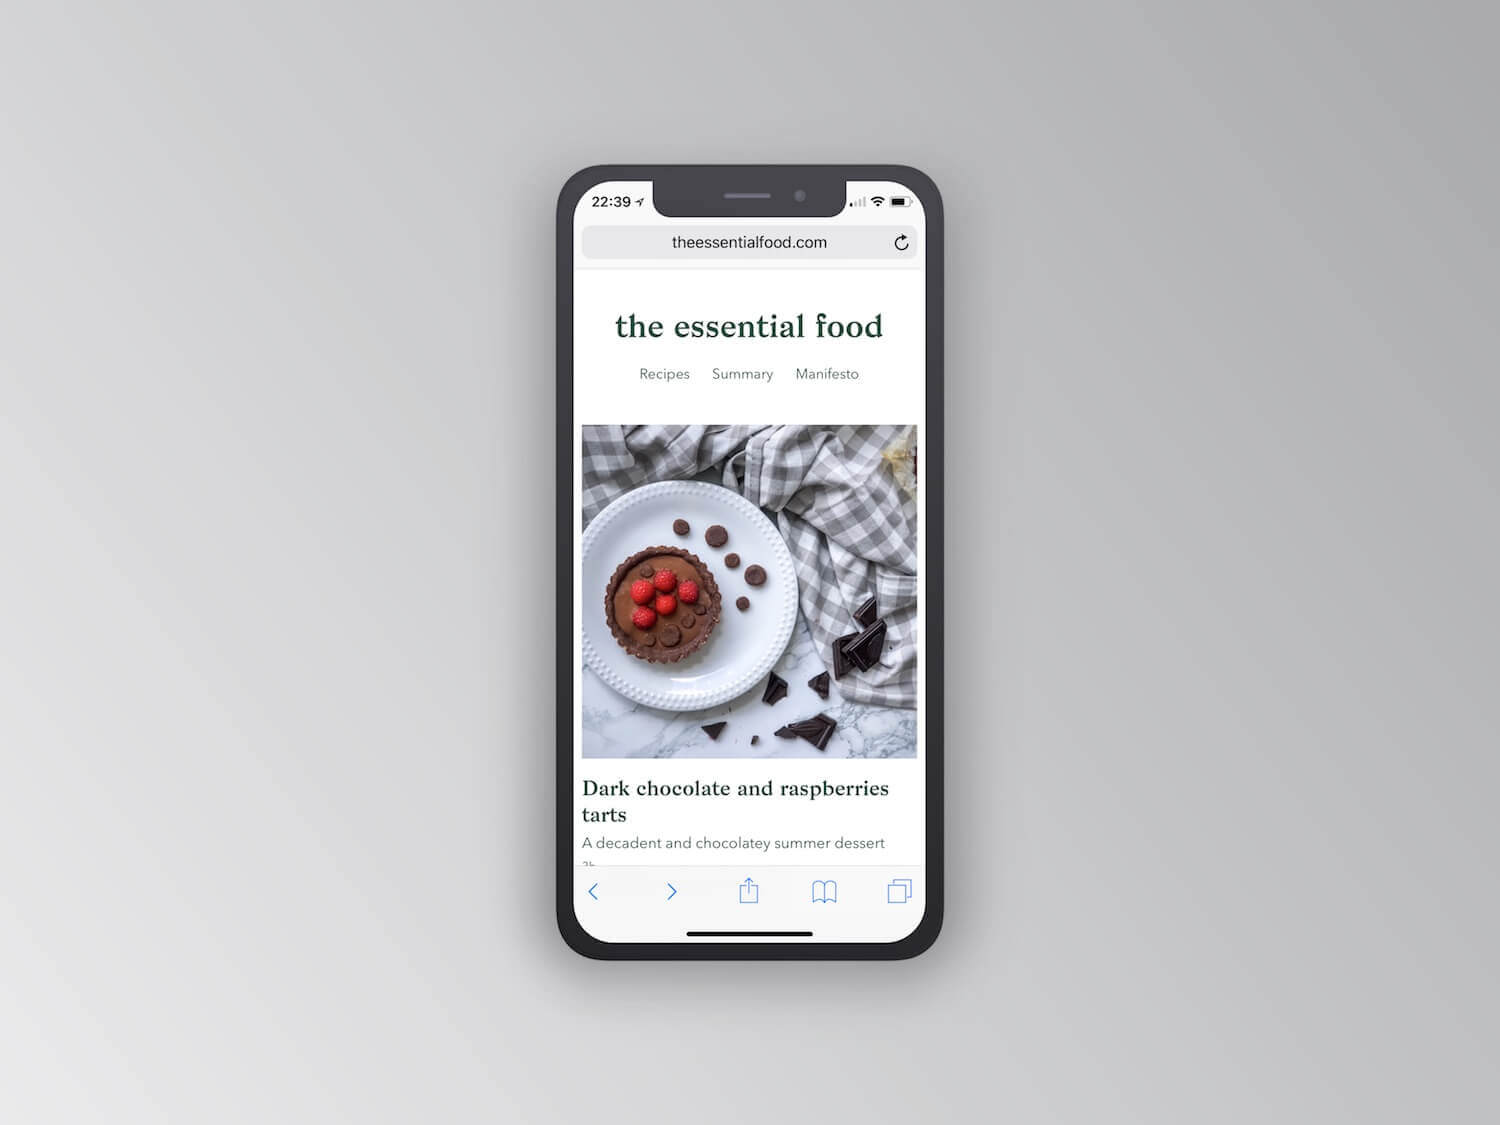 22:39
theessentialfood.com
the essential food
Recipes Summary Manifesto
Dark chocolate and raspberries
tarts
A decadent and chocolatey summer dessert